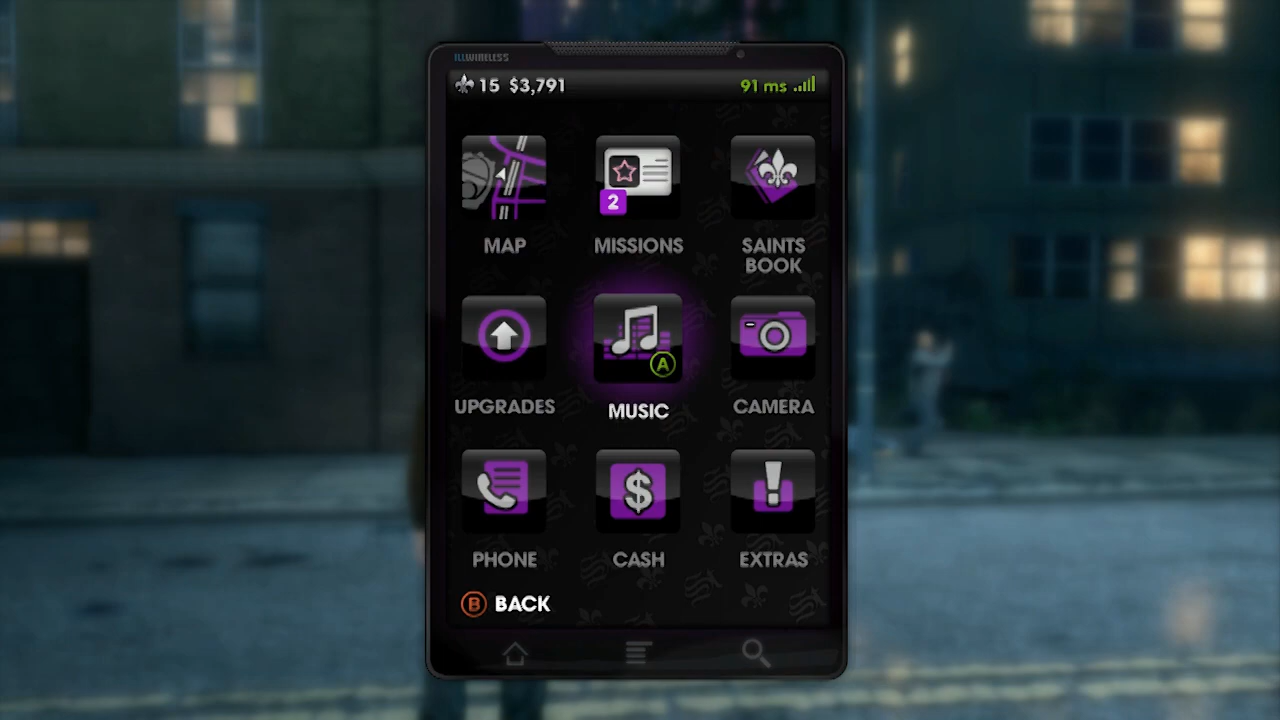 ILLWIRELESS
15 $3,791
91 ms
2
MAP
MISSIONS
SAINTS
BOOK
A
UPGRADES
MUSIC
CAMERA
$
!
PHONE
CASH
EXTRAS
B BACK